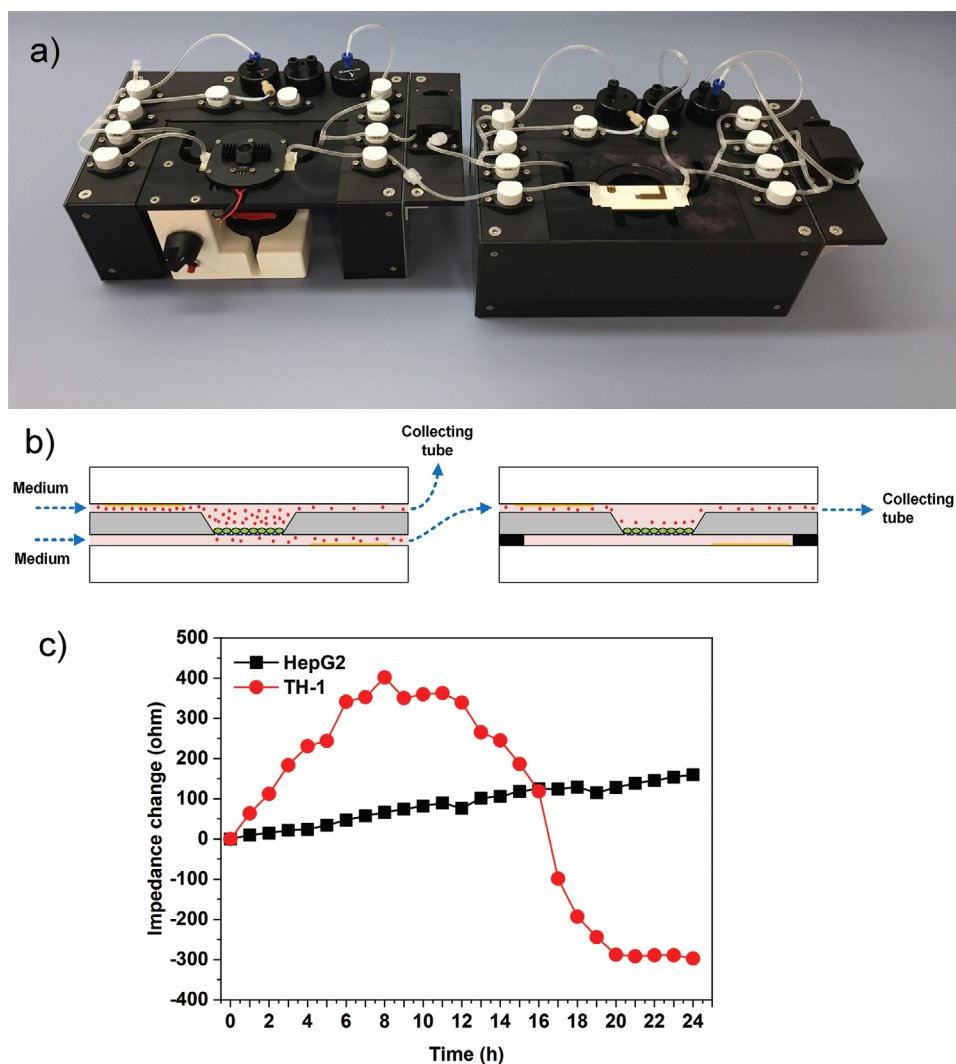 a)
b)
Collecting
tube
Medium
Medium
Collecting
tube
c)
HepG2
TH-1
Impedance change (ohm)
500
400
300
200
100
0
-100
-200
-300
-400
0 2 4 6 8 10 12 14 16 18 20 22 24
Time (h)